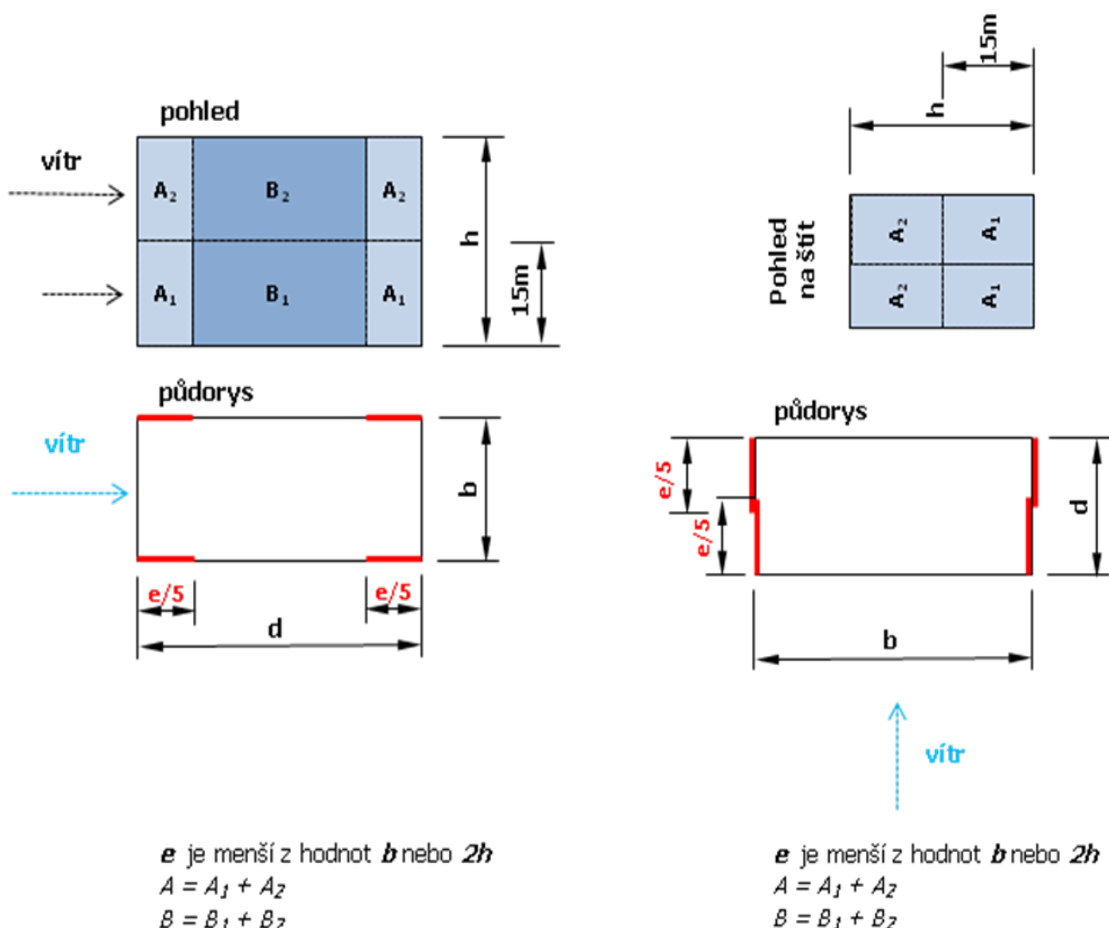 pohled
vítr
A₂ B₂ A₂
A₁ B₁ A₁
h
15m
půdorys
vítr
b
e/5 e/5
d
e je menší z hodnot b nebo 2h
A = A₁ + A₂
B = B₁ + B₂
15m
h
Pohled
na štít
A₂ A₁
A₂ A₁
půdorys
e/5
e/5
d
b
vítr
e je menší z hodnot b nebo 2h
A = A₁ + A₂
B = B₁ + B₂